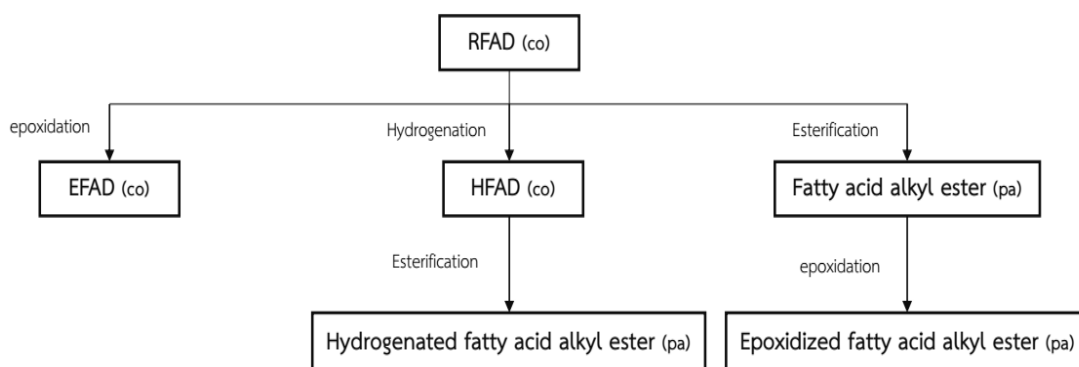 RFAD (co)
epoxidation
Hydrogenation
Esterification
EFAD (co)
HFAD (co)
Fatty acid alkyl ester (pa)
Esterification
epoxidation
Hydrogenated fatty acid alkyl ester (pa)
Epoxidized fatty acid alkyl ester (pa)